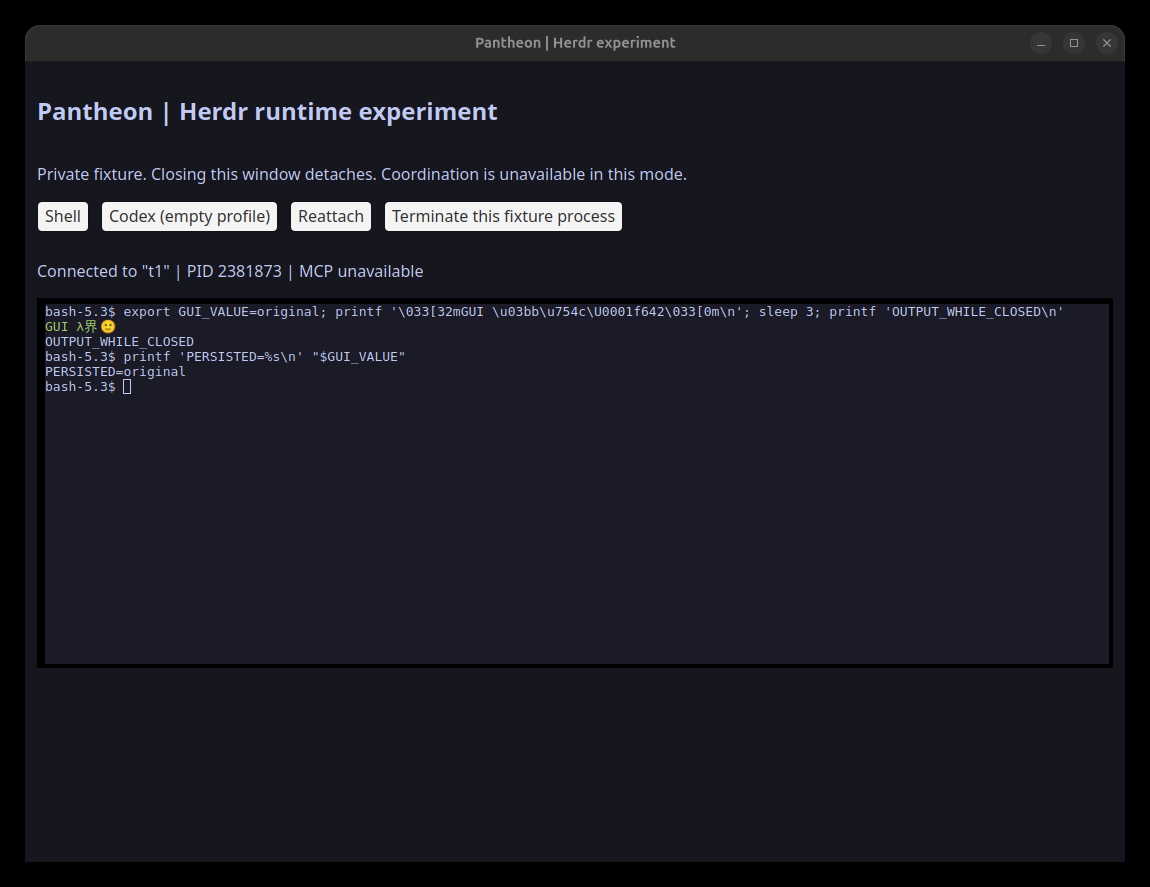 Pantheon | Herdr experiment
Pantheon | Herdr runtime experiment
Private fixture. Closing this window detaches. Coordination is unavailable in this mode.
Shell Codex (empty profile) Reattach Terminate this fixture process
Connected to "t1" | PID 2381873 | MCP unavailable
bash-5.3$ export GUI_VALUE=original; printf '\033[32mGUI \u03bb\u754c\U0001f642\033[0m\n'; sleep 3; printf 'OUTPUT_WHILE_CLOSED\n'
GUI λ界🙂
OUTPUT_WHILE_CLOSED
bash-5.3$ printf 'PERSISTED=%s\n' "$GUI_VALUE"
PERSISTED=original
bash-5.3$